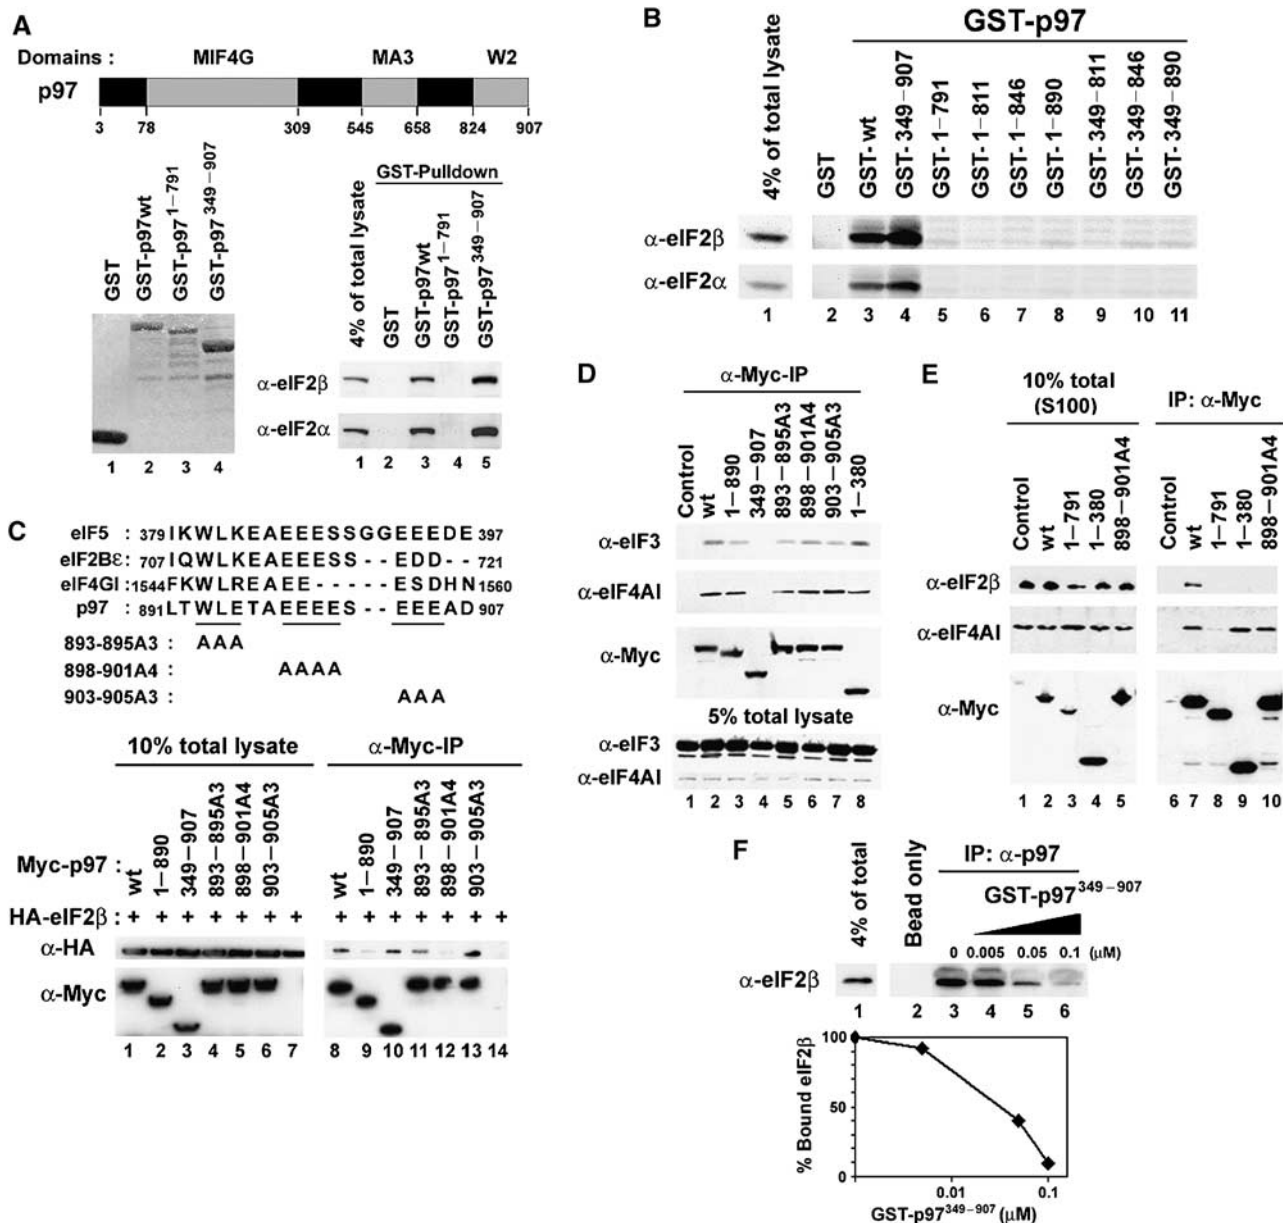 A
Domains : MIF4G MA3 W2
p97
3 78 309 545 658 824 907
GST
GST-p97wt
GST-p97 1–791
GST-p97 349–907
1 2 3 4
GST-Pulldown
4% of total lysate
GST
GST-p97wt
GST-p97 1–791
GST-p97 349–907
α-eIF2β
α-eIF2α
1 2 3 4 5
B
GST-p97
4% of total lysate
GST
GST-wt
GST-349–907
GST-1–791
GST-1–811
GST-1–846
GST-1–890
GST-349–811
GST-349–846
GST-349–890
α-eIF2β
α-eIF2α
1 2 3 4 5 6 7 8 9 10 11
C
eIF5 : 379 IKWLKEAEEESSGGEEEDE 397
eIF2Bε : 707 IQWLKEAEEESS--EDD- 721
eIF4GI : 1544 FKWLREAEE-----ESDHN 1560
p97 : 891 LTWLETAEEEES--EEEAD 907
893-895A3 : AAA
898-901A4 : AAAA
903-905A3 : AAA
10% total lysate
α-Myc-IP
Myc-p97 :
wt
1–890
349–907
893–895A3
898–901A4
903–905A3
wt
1–890
349–907
893–895A3
898–901A4
903–905A3
HA-eIF2β : + + + + + + + + + + + + + +
α-HA
α-Myc
1 2 3 4 5 6 7 8 9 10 11 12 13 14
D
α-Myc-IP
Control
wt
1–890
349–907
893–895A3
898–901A4
903–905A3
1–380
α-eIF3
α-eIF4AI
α-Myc
5% total lysate
α-eIF3
α-eIF4AI
1 2 3 4 5 6 7 8
E
10% total
(S100)
IP: α-Myc
Control
wt
1–791
1–380
898–901A4
Control
wt
1–791
1–380
898–901A4
α-eIF2β
α-eIF4AI
α-Myc
1 2 3 4 5 6 7 8 9 10
F
4% of total
Bead only
IP: α-p97
GST-p97 349–907
0 0.005 0.05 0.1 (μM)
α-eIF2β
1 2 3 4 5 6
% Bound eIF2β
100
50
0
0.01 0.1
GST-p97 349–907 (μM)